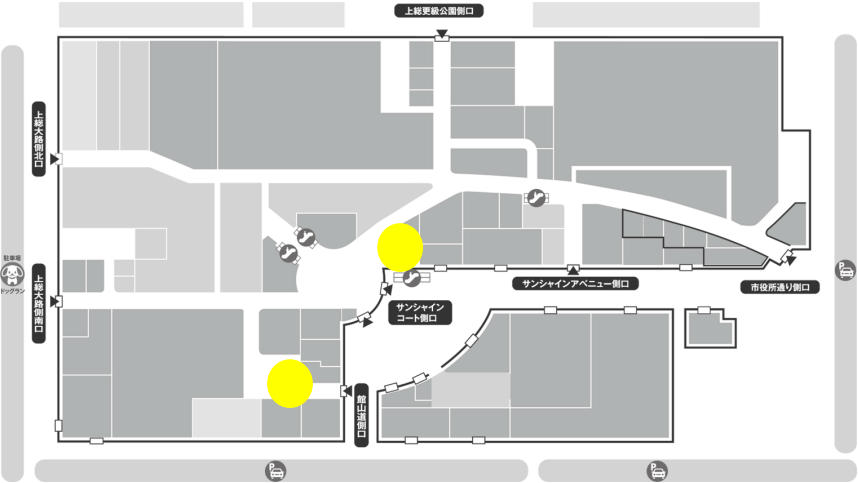 上総更級公園側口
上総大路側北口
駐車場
ドッグラン
上総大路側南口
サンシャイン
コート側口
サンシャインアベニュー側口
市役所通り側口
館山道側口
P
P
P